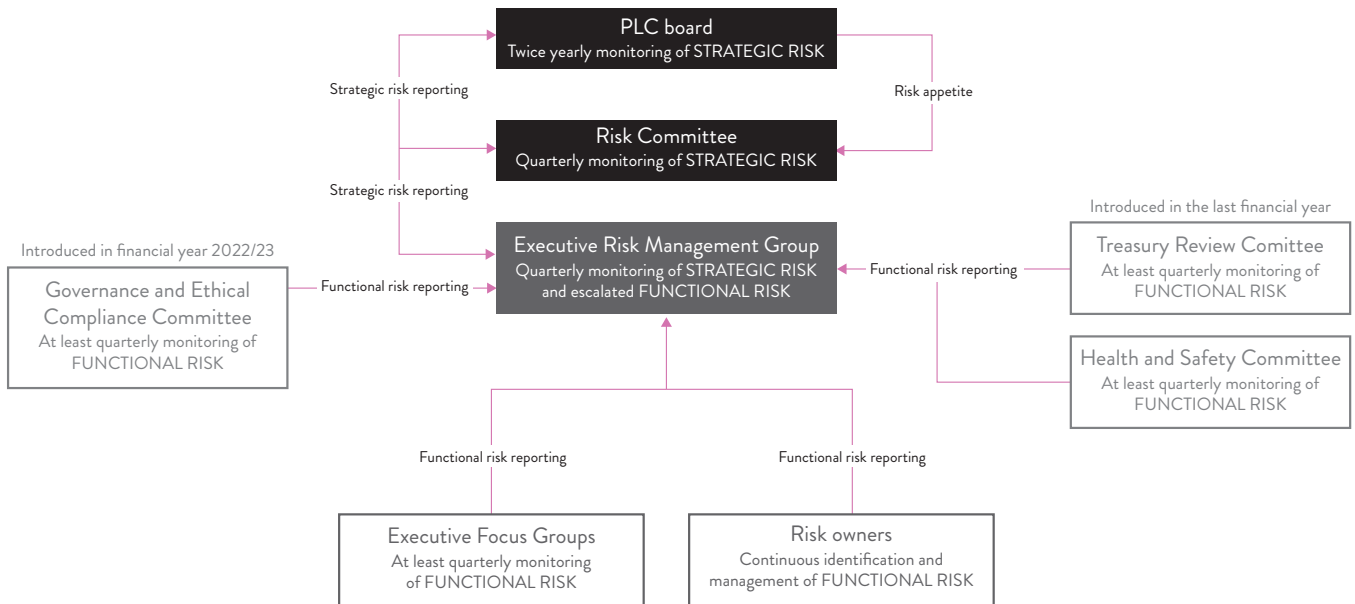 PLC board
Twice yearly monitoring of STRATEGIC RISK
Strategic risk reporting
Risk appetite
Risk Committee
Quarterly monitoring of STRATEGIC RISK
Strategic risk reporting
Introduced in financial year 2022/23
Governance and Ethical
Compliance Committee
At least quarterly monitoring of
FUNCTIONAL RISK
Functional risk reporting
Executive Risk Management Group
Quarterly monitoring of STRATEGIC RISK
and escalated FUNCTIONAL RISK
Functional risk reporting
Introduced in the last financial year
Treasury Review Comittee
At least quarterly monitoring of
FUNCTIONAL RISK
Health and Safety Committee
At least quarterly monitoring of
FUNCTIONAL RISK
Functional risk reporting
Functional risk reporting
Executive Focus Groups
At least quarterly monitoring
of FUNCTIONAL RISK
Risk owners
Continuous identification and
management of FUNCTIONAL RISK